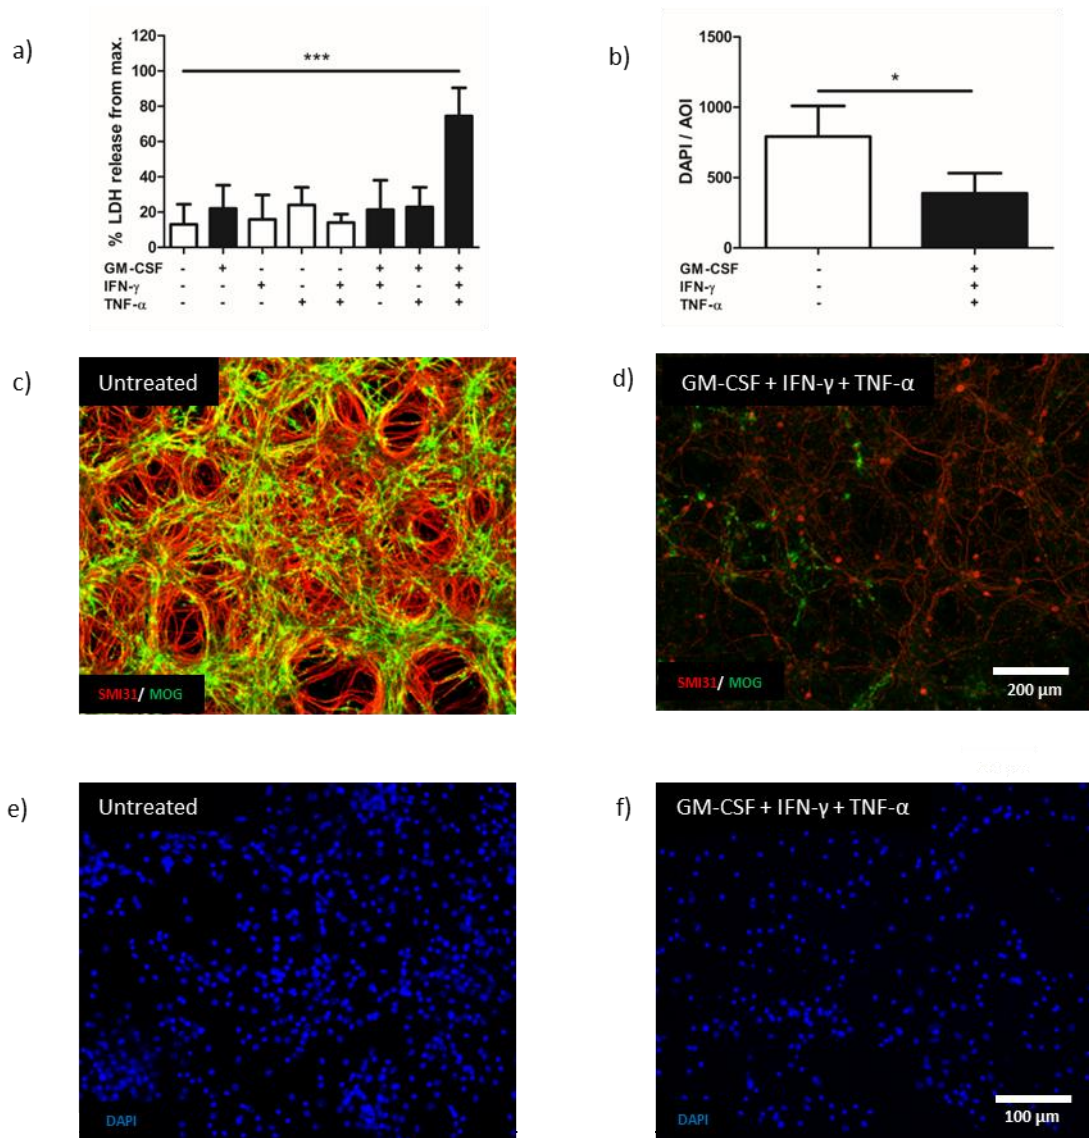 a)
% LDH release from max.
120
100
80
60
40
20
0
***
GM-CSF - + - - - + + +
IFN-γ - - + - + + - +
TNF-α - - - + + - + +
b)
DAPI / AOI
1500
1000
500
0
*
GM-CSF - +
IFN-γ - +
TNF-α - +
c)
Untreated
SMI31/ MOG
d)
GM-CSF + IFN-γ + TNF-α
SMI31/ MOG
200 µm
e)
Untreated
DAPI
f)
GM-CSF + IFN-γ + TNF-α
DAPI
100 µm